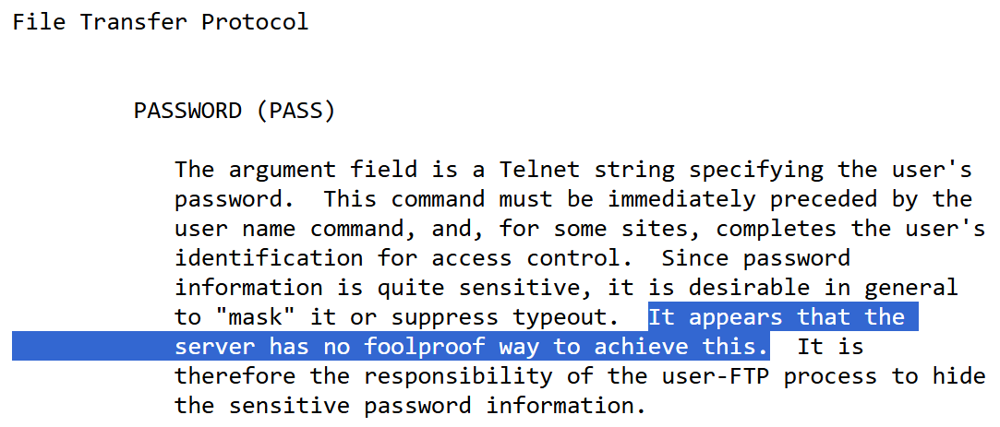 File Transfer Protocol
PASSWORD (PASS)
The argument field is a Telnet string specifying the user's
password.  This command must be immediately preceded by the
user name command, and, for some sites, completes the user's
identification for access control.  Since password
information is quite sensitive, it is desirable in general
to "mask" it or suppress typeout.  It appears that the
server has no foolproof way to achieve this.  It is
therefore the responsibility of the user-FTP process to hide
the sensitive password information.